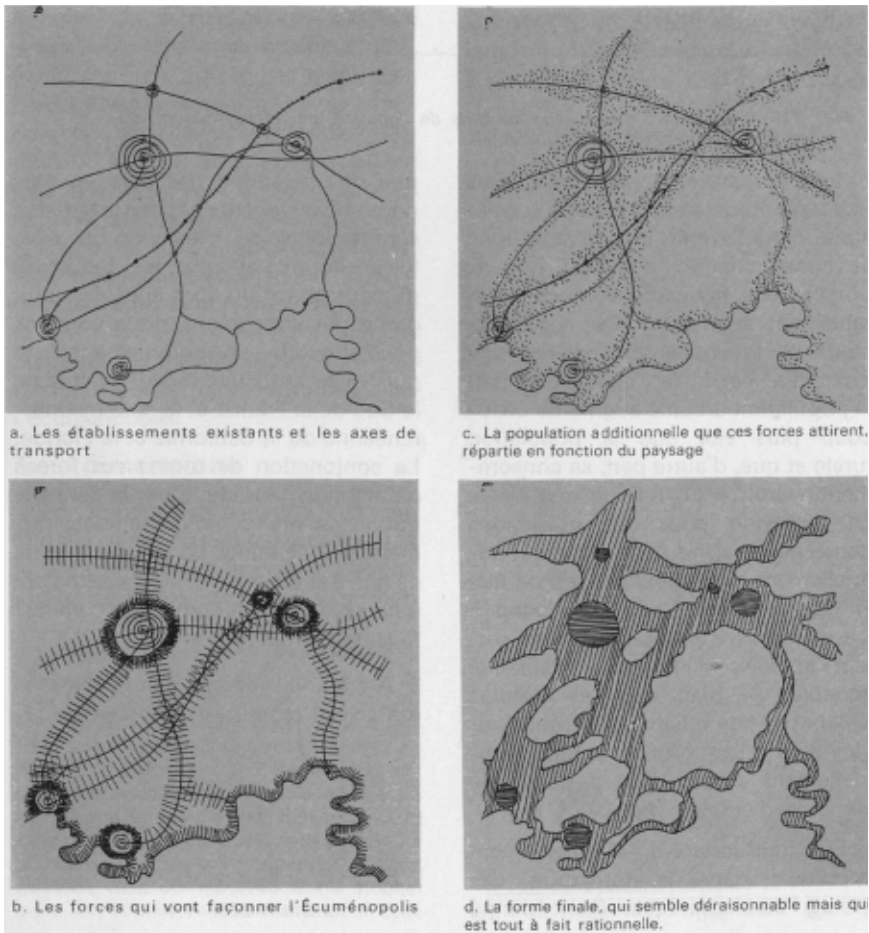 a. Les établissements existants et les axes de
transport
c. La population additionnelle que ces forces attirent,
répartie en fonction du paysage
b. Les forces qui vont façonner l'Écuménopolis
d. La forme finale, qui semble déraisonnable mais qui
est tout à fait rationnelle.